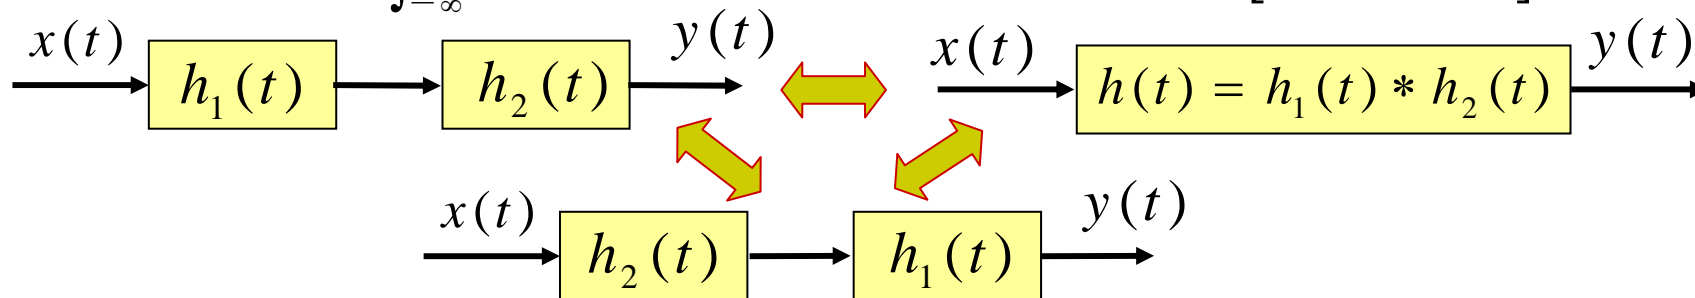 x(t) h₁(t) h₂(t) y(t) x(t) h(t) = h₁(t) * h₂(t) y(t)
x(t) h₂(t) h₁(t) y(t)